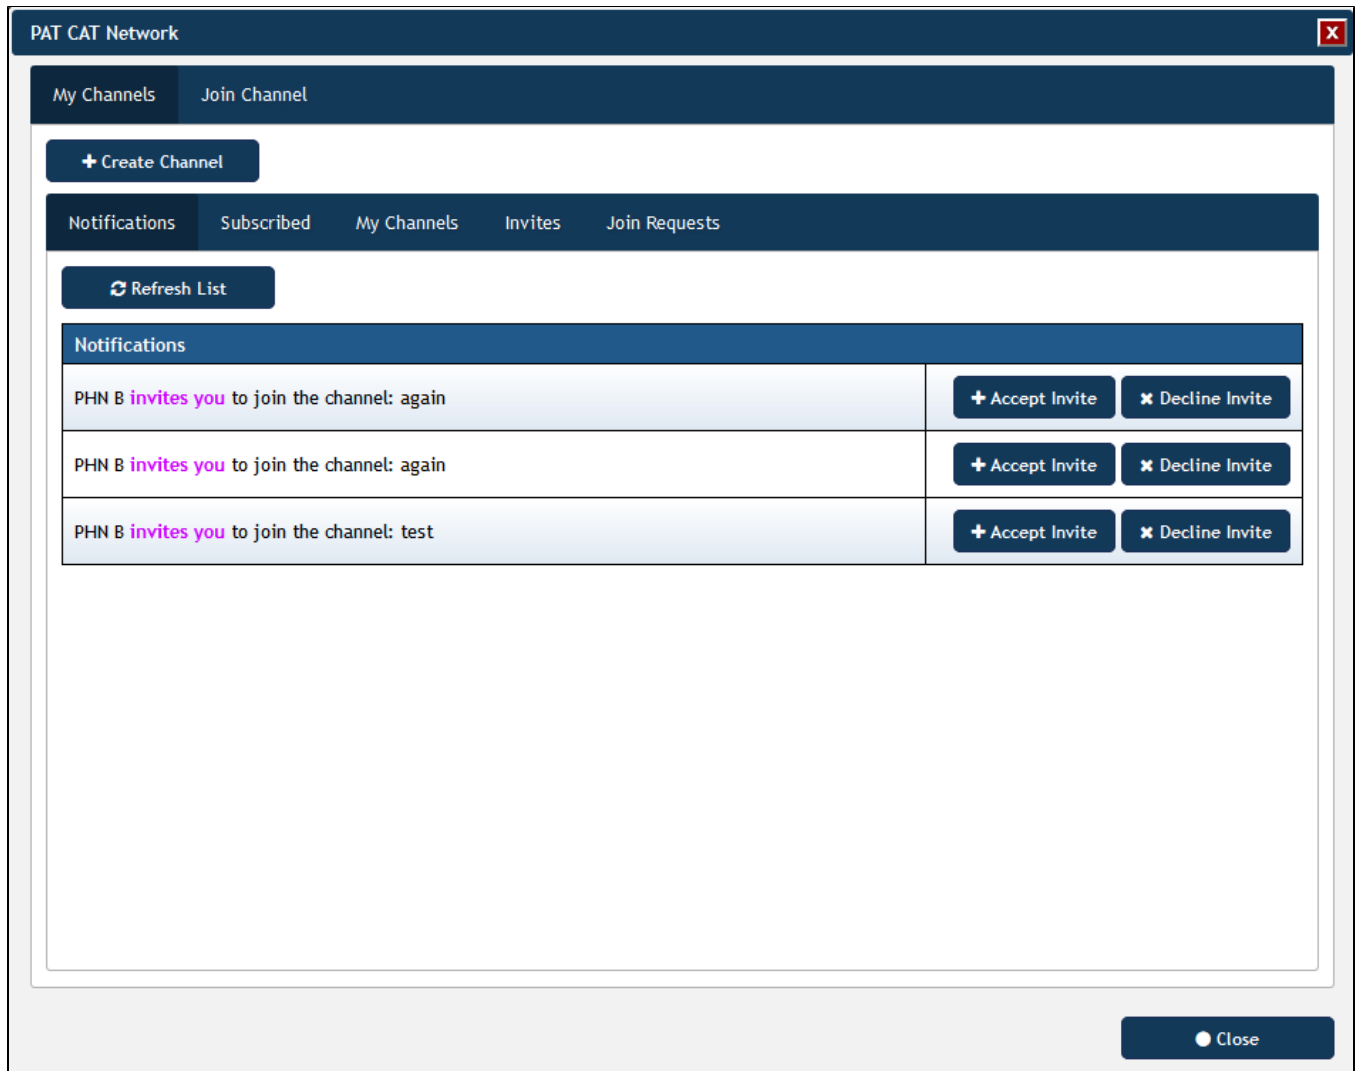 PAT CAT Network
X
My Channels Join Channel
Create Channel
Notifications Subscribed My Channels Invites Join Requests
Refresh List
Notifications
PHN B invites you to join the channel: again Accept Invite Decline Invite
PHN B invites you to join the channel: again Accept Invite Decline Invite
PHN B invites you to join the channel: test Accept Invite Decline Invite
Close